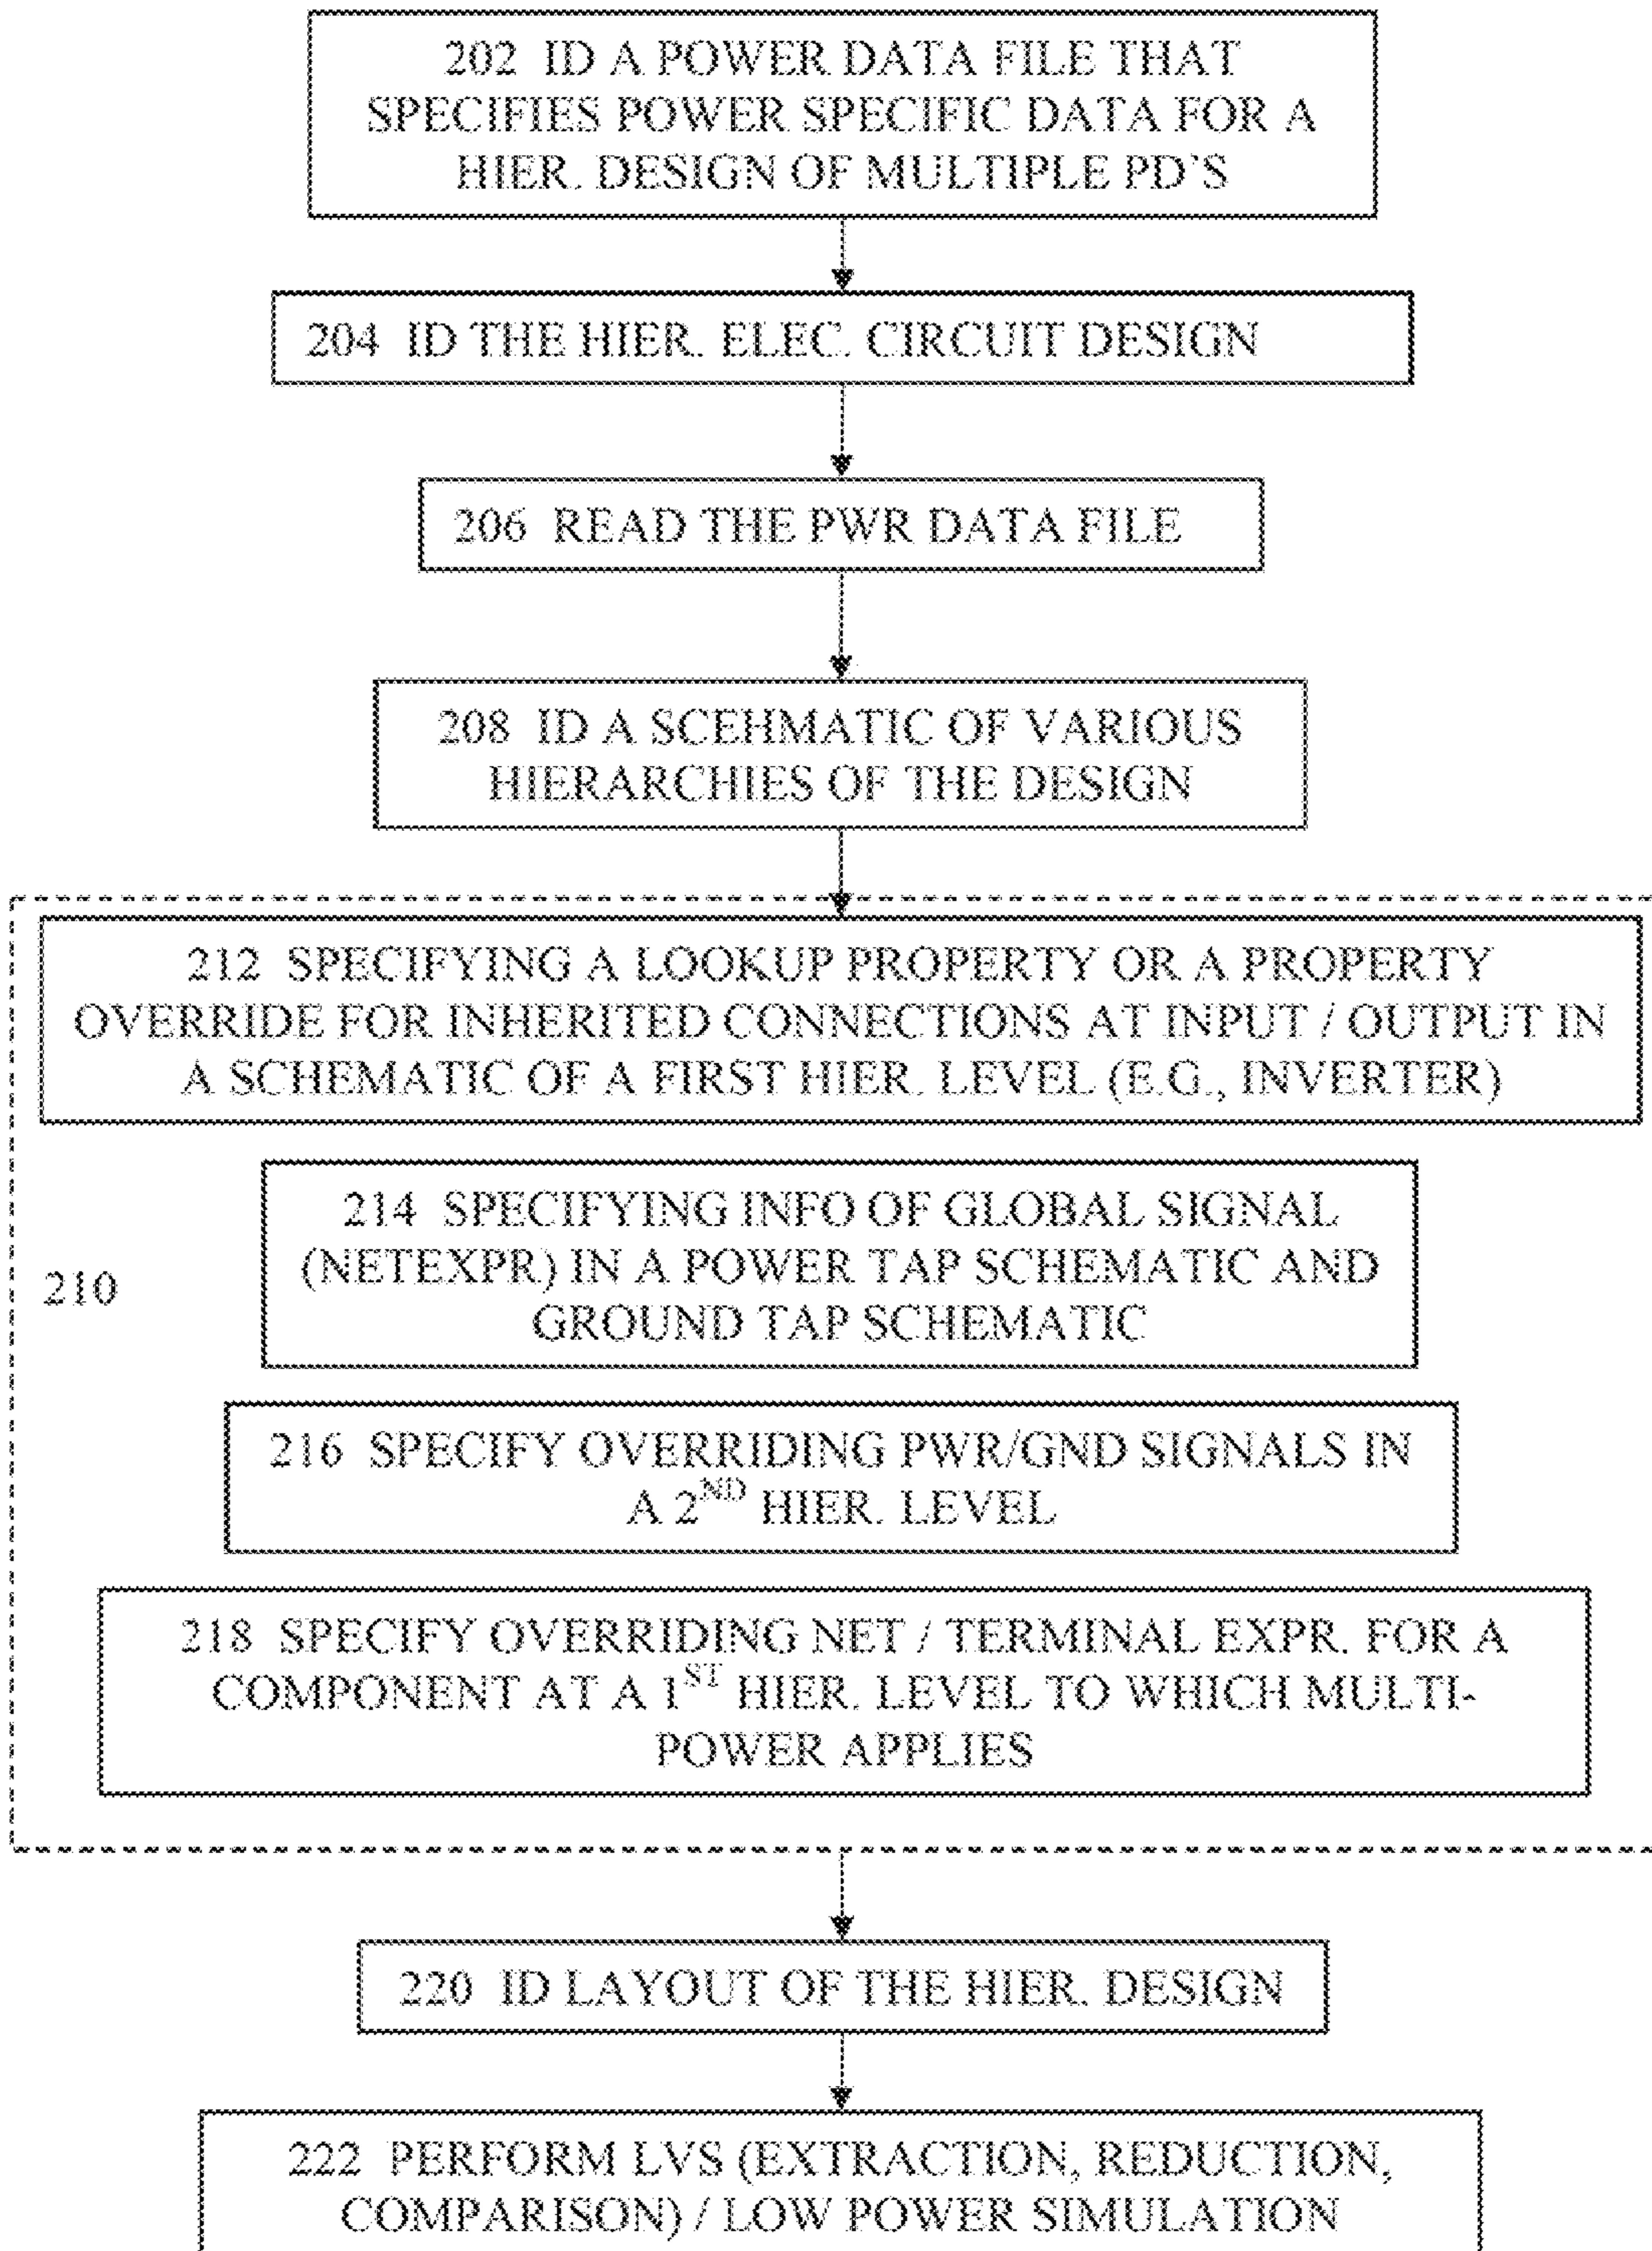 202 ID A POWER DATA FILE THAT
SPECIFIES POWER SPECIFIC DATA FOR A
HIER. DESIGN OF MULTIPLE PD'S
204 ID THE HIER. ELEC. CIRCUIT DESIGN
206 READ THE PWR DATA FILE
208 ID A SCEHMATIC OF VARIOUS
HIERARCHIES OF THE DESIGN
212 SPECIFYING A LOOKUP PROPERTY OR A PROPERTY
OVERRIDE FOR INHERITED CONNECTIONS AT INPUT / OUTPUT IN
A SCHEMATIC OF A FIRST HIER. LEVEL (E.G., INVERTER)
214 SPECIFYING INFO OF GLOBAL SIGNAL
(NETEXPR) IN A POWER TAP SCHEMATIC AND
GROUND TAP SCHEMATIC
210
216 SPECIFY OVERRIDING PWR/GND SIGNALS IN
A 2ND HIER. LEVEL
218 SPECIFY OVERRIDING NET / TERMINAL EXPR. FOR A
COMPONENT AT A 1ST HIER. LEVEL TO WHICH MULTI-
POWER APPLIES
220 ID LAYOUT OF THE HIER. DESIGN
222 PERFORM LVS (EXTRACTION, REDUCTION,
COMPARISON) / LOW POWER SIMULATION